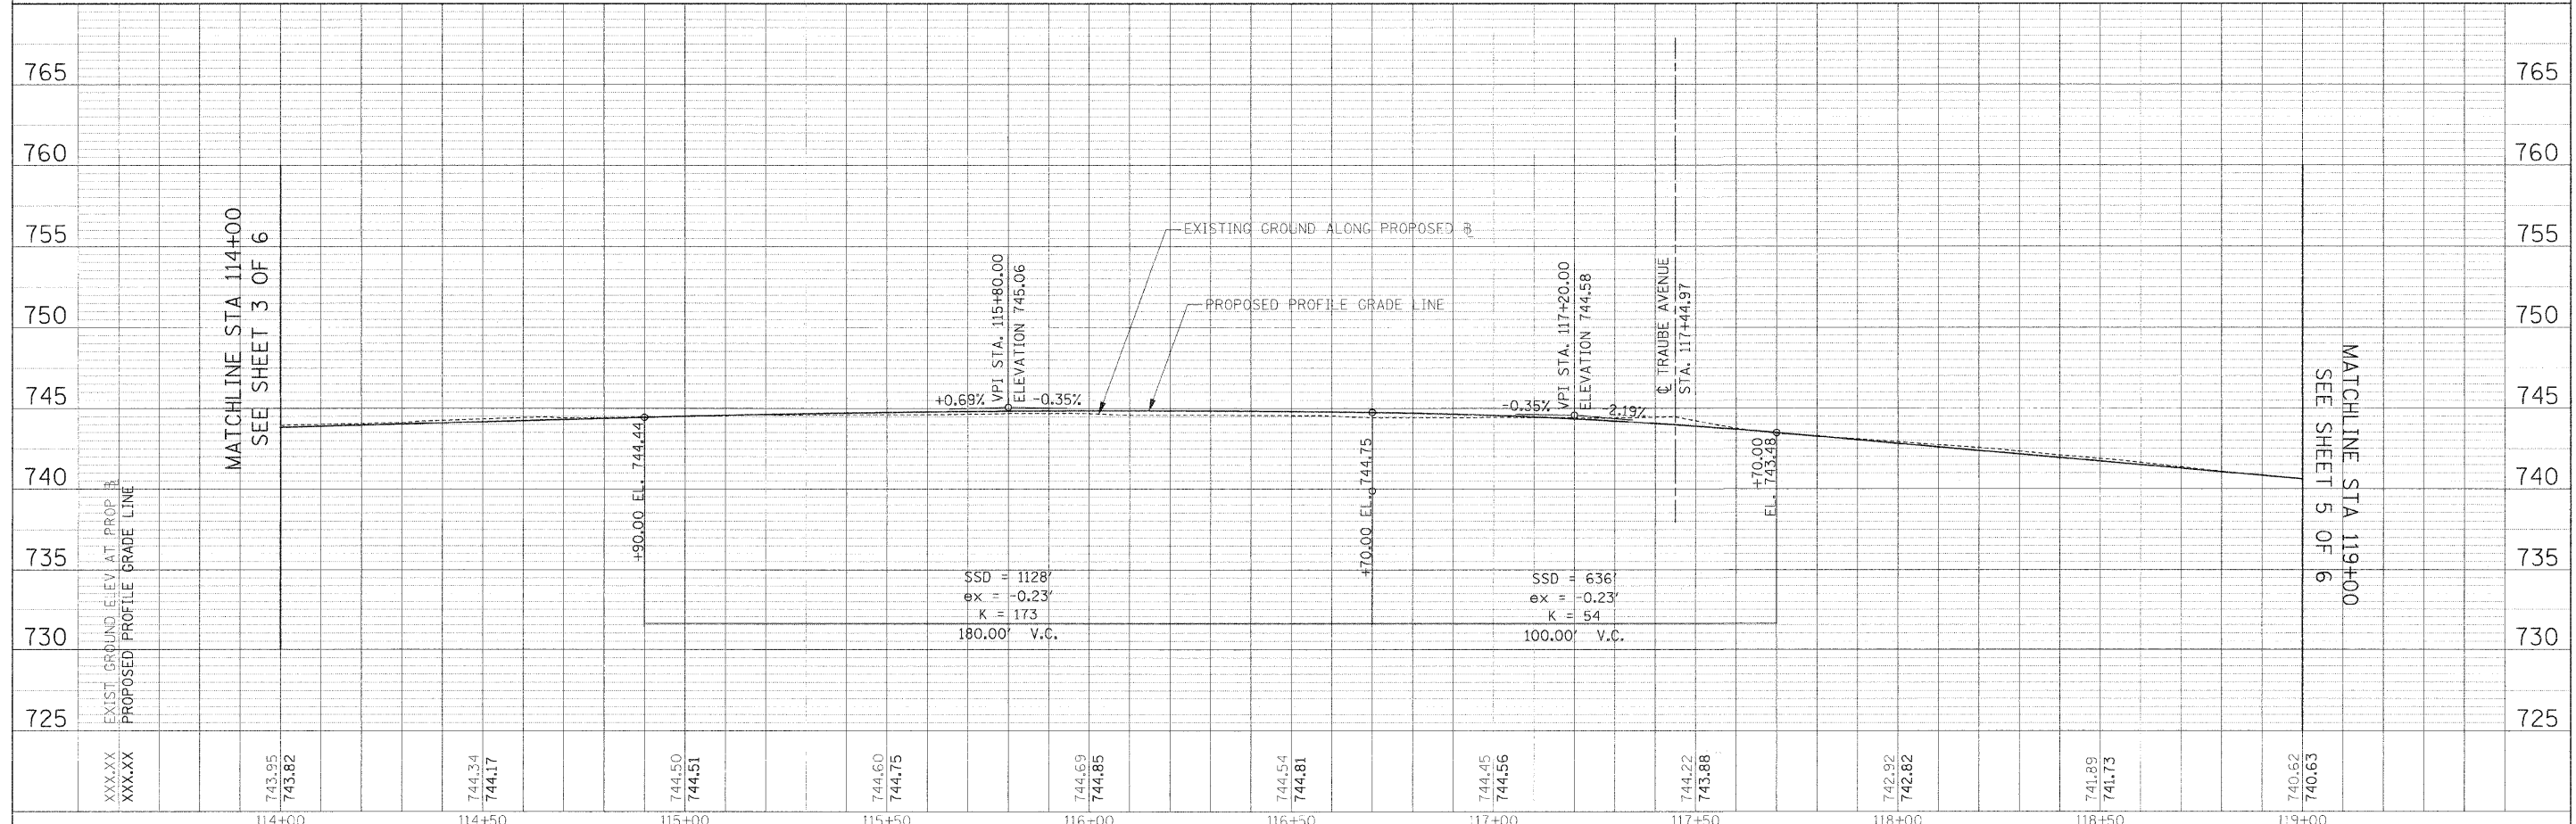 765
760
755
750
745
740
735
730
725
765
760
755
750
745
740
735
730
725
MATCHLINE STA 114+00
SEE SHEET 3 OF 6
EXISTING GROUND ALONG PROPOSED ℄
PROPOSED PROFILE GRADE LINE
VPI STA. 115+80.00
ELEVATION 745.06
+0.69%
-0.35%
VPI STA. 117+20.00
ELEVATION 744.58
-0.35%
-2.19%
℄ TRAUBE AVENUE
STA. 117+44.97
+90.00 EL. 744.44
+70.00 EL. 744.75
+70.00
EL. 743.48
SSD = 1128'
ex = -0.23'
K = 173
180.00' V.C.
SSD = 636'
ex = -0.23'
K = 54
100.00' V.C.
MATCHLINE STA 119+00
SEE SHEET 5 OF 6
EXIST GROUND ELEV AT PROP ℄
PROPOSED PROFILE GRADE LINE
XXX.XX
XXX.XX
743.95
743.82
744.34
744.17
744.50
744.51
744.60
744.75
744.69
744.85
744.54
744.81
744.45
744.56
744.22
743.88
742.92
742.82
741.89
741.73
740.62
740.63
114+00
114+50
115+00
115+50
116+00
116+50
117+00
117+50
118+00
118+50
119+00